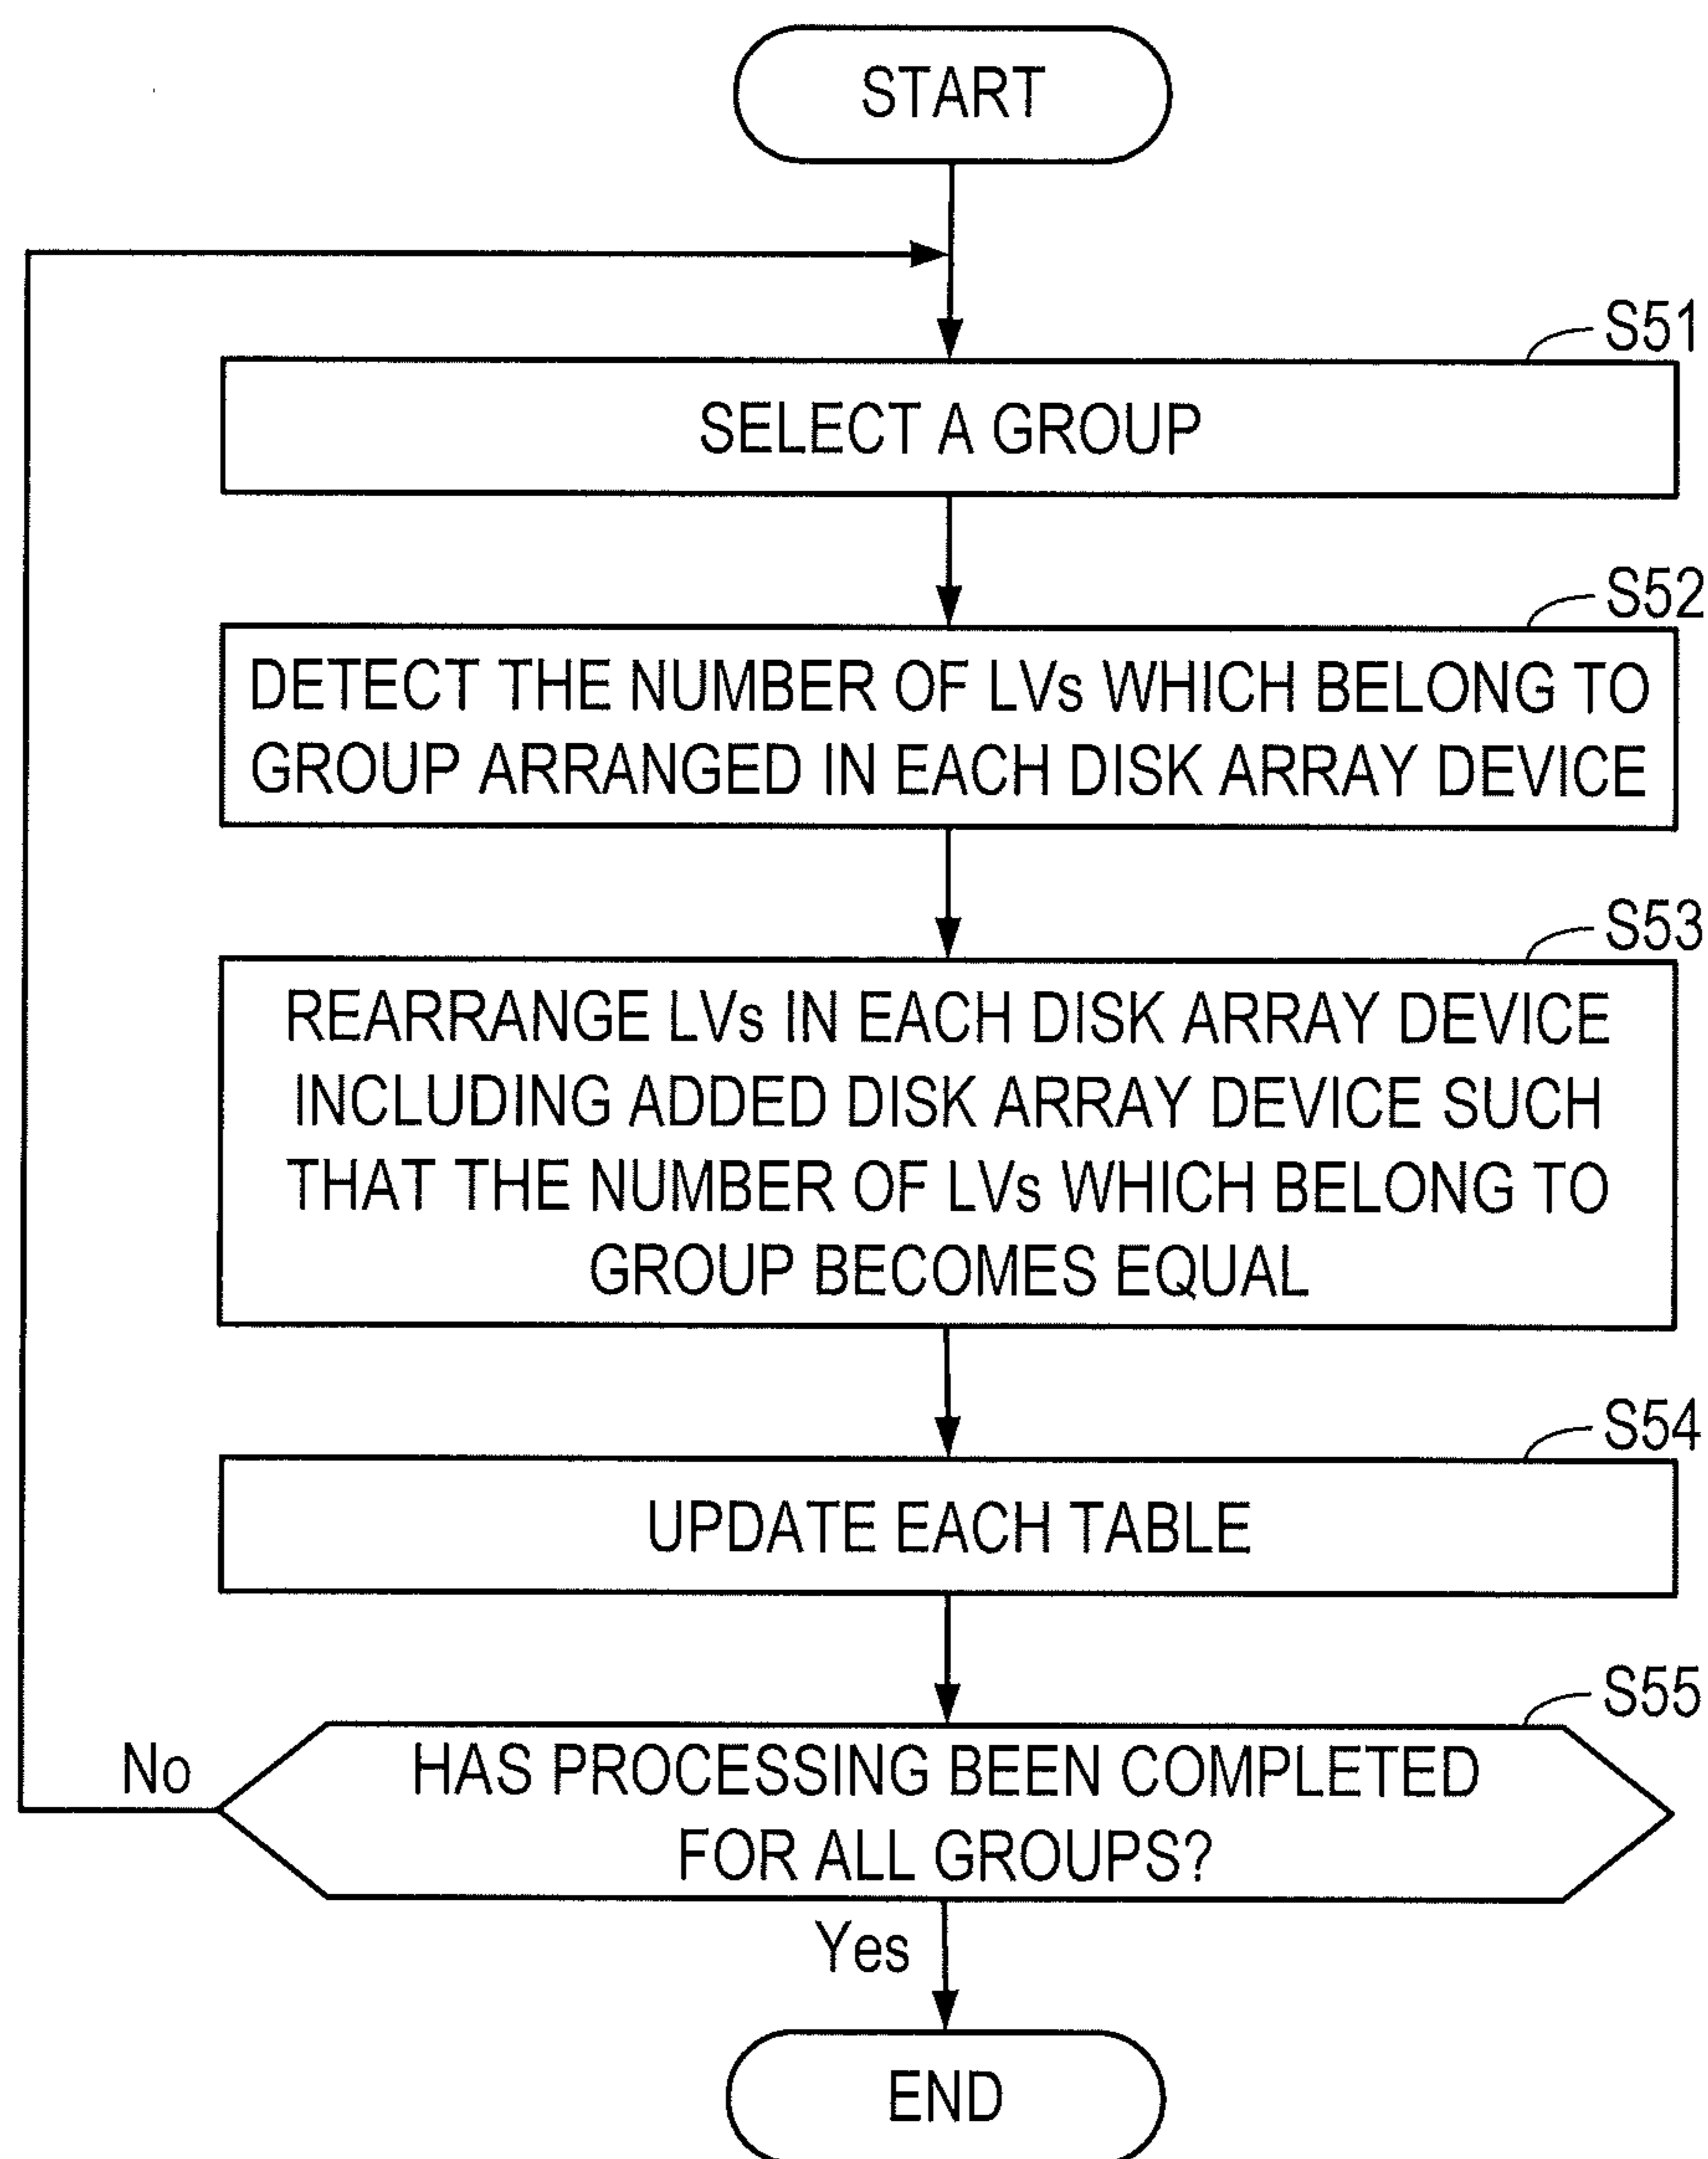 START
S51
SELECT A GROUP
S52
DETECT THE NUMBER OF LVs WHICH BELONG TO
GROUP ARRANGED IN EACH DISK ARRAY DEVICE
S53
REARRANGE LVs IN EACH DISK ARRAY DEVICE
INCLUDING ADDED DISK ARRAY DEVICE SUCH
THAT THE NUMBER OF LVs WHICH BELONG TO
GROUP BECOMES EQUAL
S54
UPDATE EACH TABLE
S55
No
HAS PROCESSING BEEN COMPLETED
FOR ALL GROUPS?
Yes
END